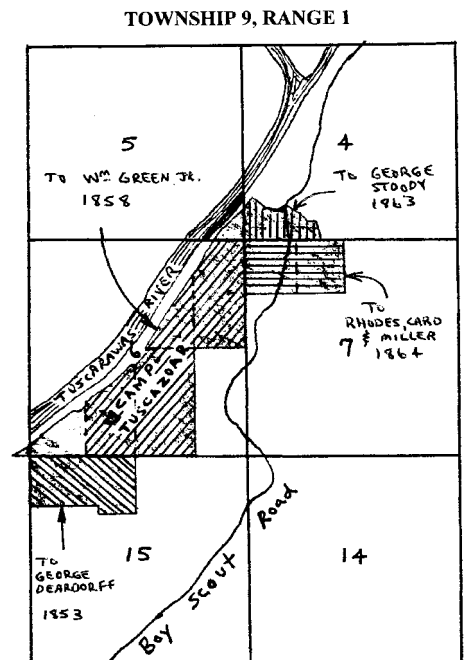 TOWNSHIP 9, RANGE 1
5
4
TO Wm GREEN JR.
1858
TO GEORGE
STOODY
1863
TUSCARAWAS RIVER
6
CAMP
TUSCAZOAR
TO
RHODES, CARD
& MILLER
1864
7
15
14
TO
GEORGE
DEARDORFF
1853
Boy Scout Road